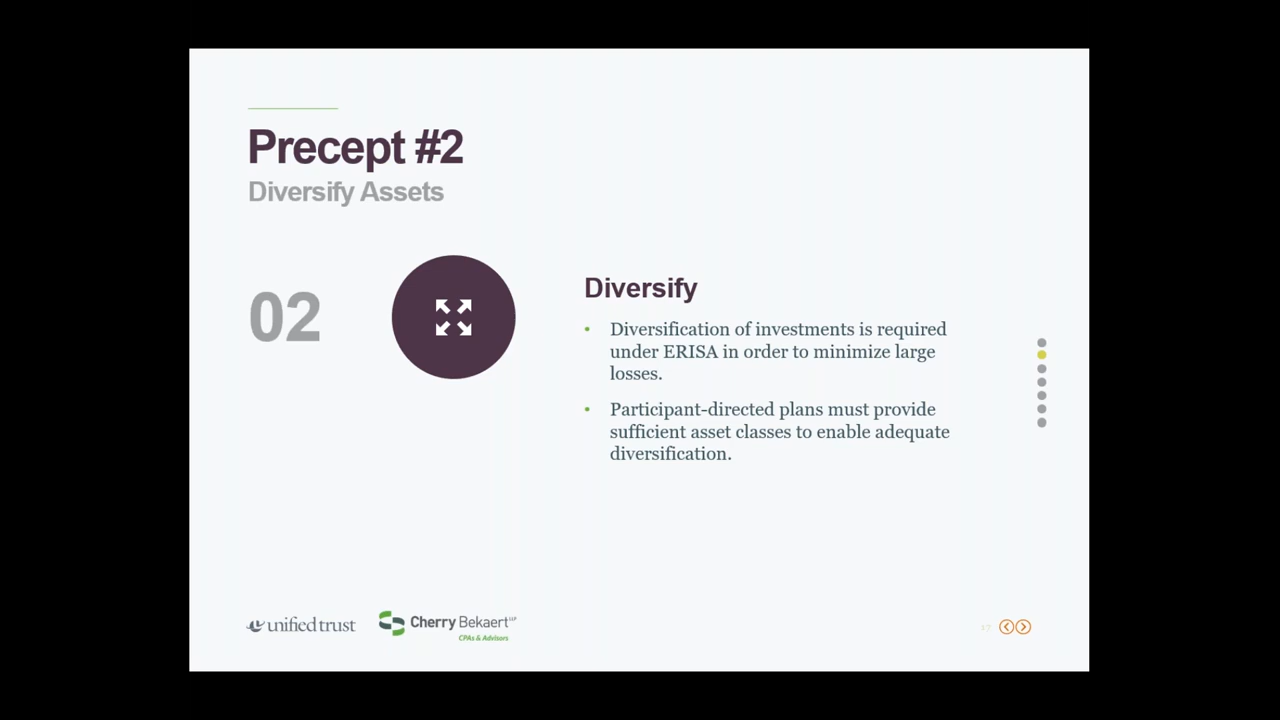 Precept #2
Diversify Assets
02
Diversify
• Diversification of investments is required
under ERISA in order to minimize large
losses.
• Participant-directed plans must provide
sufficient asset classes to enable adequate
diversification.
unified trust
Cherry Bekaert LLP
CPAs & Advisors
17